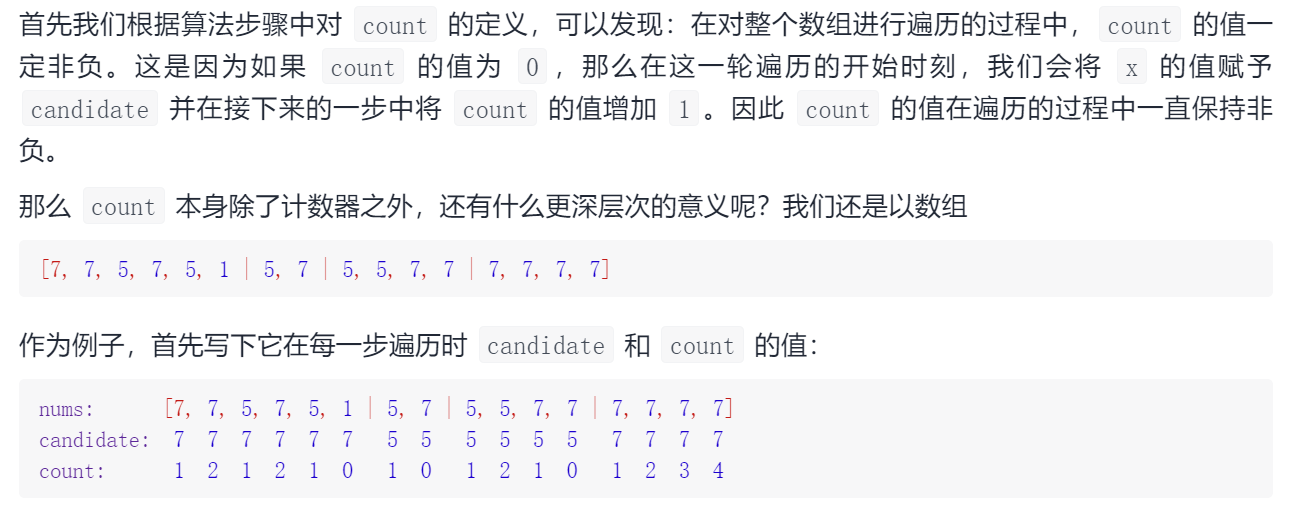 首先我们根据算法步骤中对 count 的定义，可以发现：在对整个数组进行遍历的过程中， count 的值一
定非负。这是因为如果 count 的值为 0 ，那么在这一轮遍历的开始时刻，我们会将 x 的值赋予
candidate 并在接下来的一步中将 count 的值增加 1 。因此 count 的值在遍历的过程中一直保持非
负。
那么 count 本身除了计数器之外，还有什么更深层次的意义呢？我们还是以数组
[7, 7, 5, 7, 5, 1 | 5, 7 | 5, 5, 7, 7 | 7, 7, 7, 7]
作为例子，首先写下它在每一步遍历时 candidate 和 count 的值：
nums:      [7, 7, 5, 7, 5, 1 | 5, 7 | 5, 5, 7, 7 | 7, 7, 7, 7]
candidate:  7  7  7  7  7  7   5  5   5  5  5  5   7  7  7  7
count:      1  2  1  2  1  0   1  0   1  2  1  0   1  2  3  4